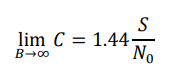 lim B→∞ C = 1.44 S/N₀